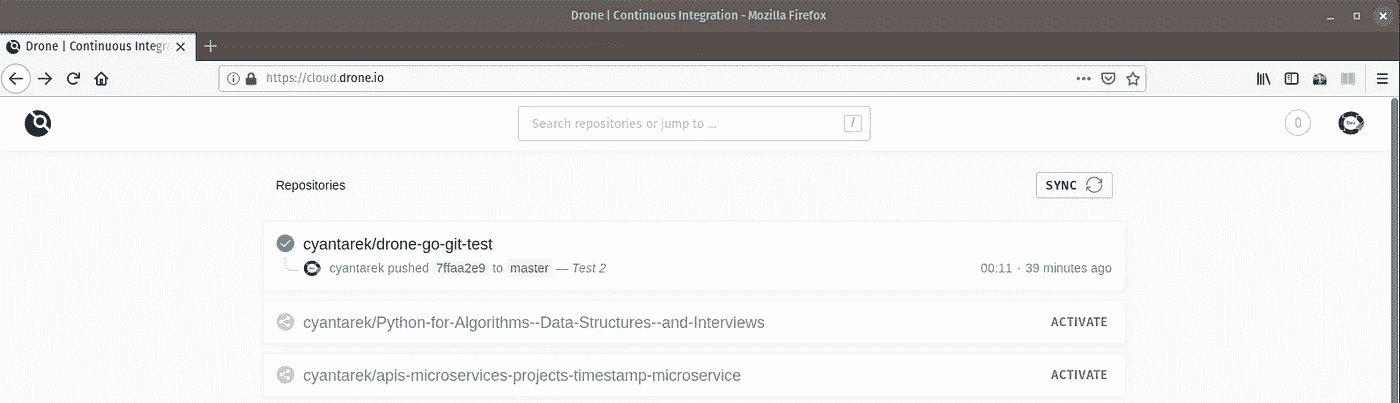 Drone | Continuous Integration - Mozilla Firefox
Drone | Continuous Integra
https://cloud.drone.io
Search repositories or jump to ...
/
0
Repositories
SYNC
cyantarek/drone-go-git-test
cyantarek pushed 7ffaa2e9 to master — Test 2
00:11 · 39 minutes ago
cyantarek/Python-for-Algorithms--Data-Structures--and-Interviews
ACTIVATE
cyantarek/apis-microservices-projects-timestamp-microservice
ACTIVATE